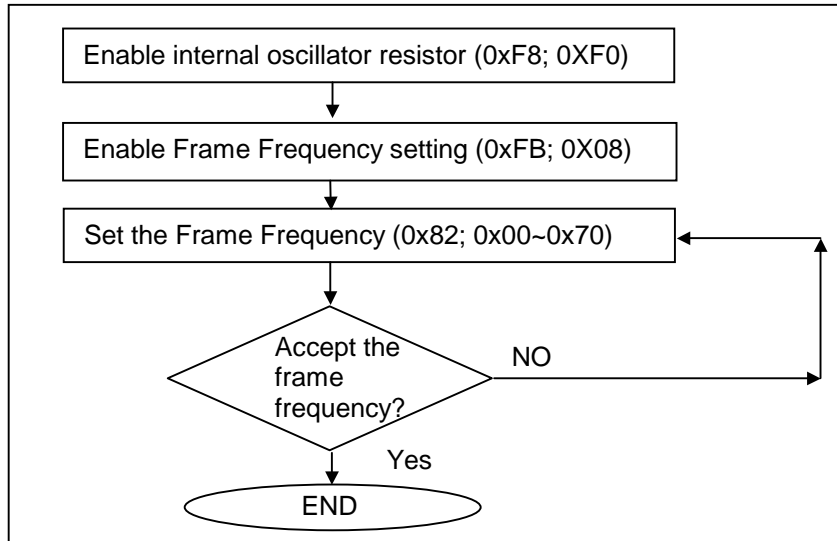 Enable internal oscillator resistor (0xF8; 0XF0)
Enable Frame Frequency setting (0xFB; 0X08)
Set the Frame Frequency (0x82; 0x00~0x70)
Accept the
frame
frequency?
NO
Yes
END